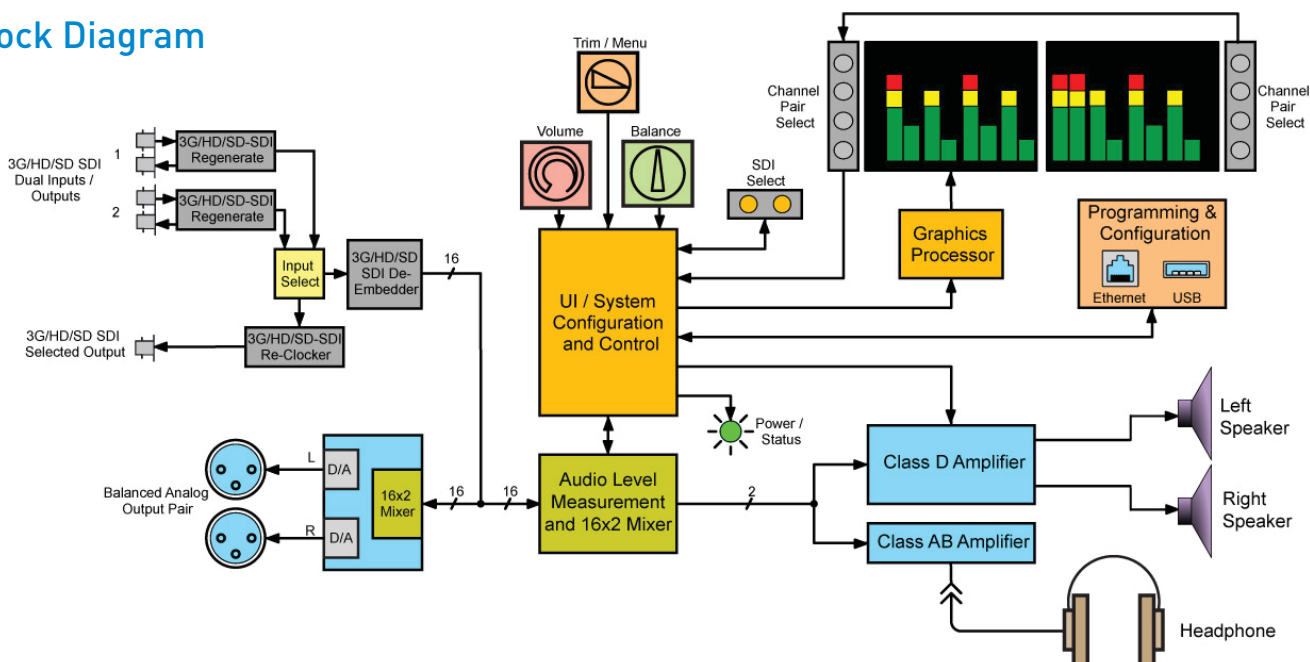 ock Diagram
Trim / Menu
Volume
Balance
SDI
Select
Channel
Pair
Select
Channel
Pair
Select
3G/HD/SD SDI
Dual Inputs /
Outputs
1
2
3G/HD/SD-SDI
Regenerate
3G/HD/SD-SDI
Regenerate
Input
Select
3G/HD/SD
SDI De-
Embedder
16
3G/HD/SD SDI
Selected Output
3G/HD/SD-SDI
Re-Clocker
UI / System
Configuration
and Control
Graphics
Processor
Programming &
Configuration
Ethernet
USB
Power /
Status
Balanced Analog
Output Pair
L
R
D/A
D/A
16x2
Mixer
16
16
Audio Level
Measurement
and 16x2 Mixer
2
Class D Amplifier
Class AB Amplifier
Left
Speaker
Right
Speaker
Headphone